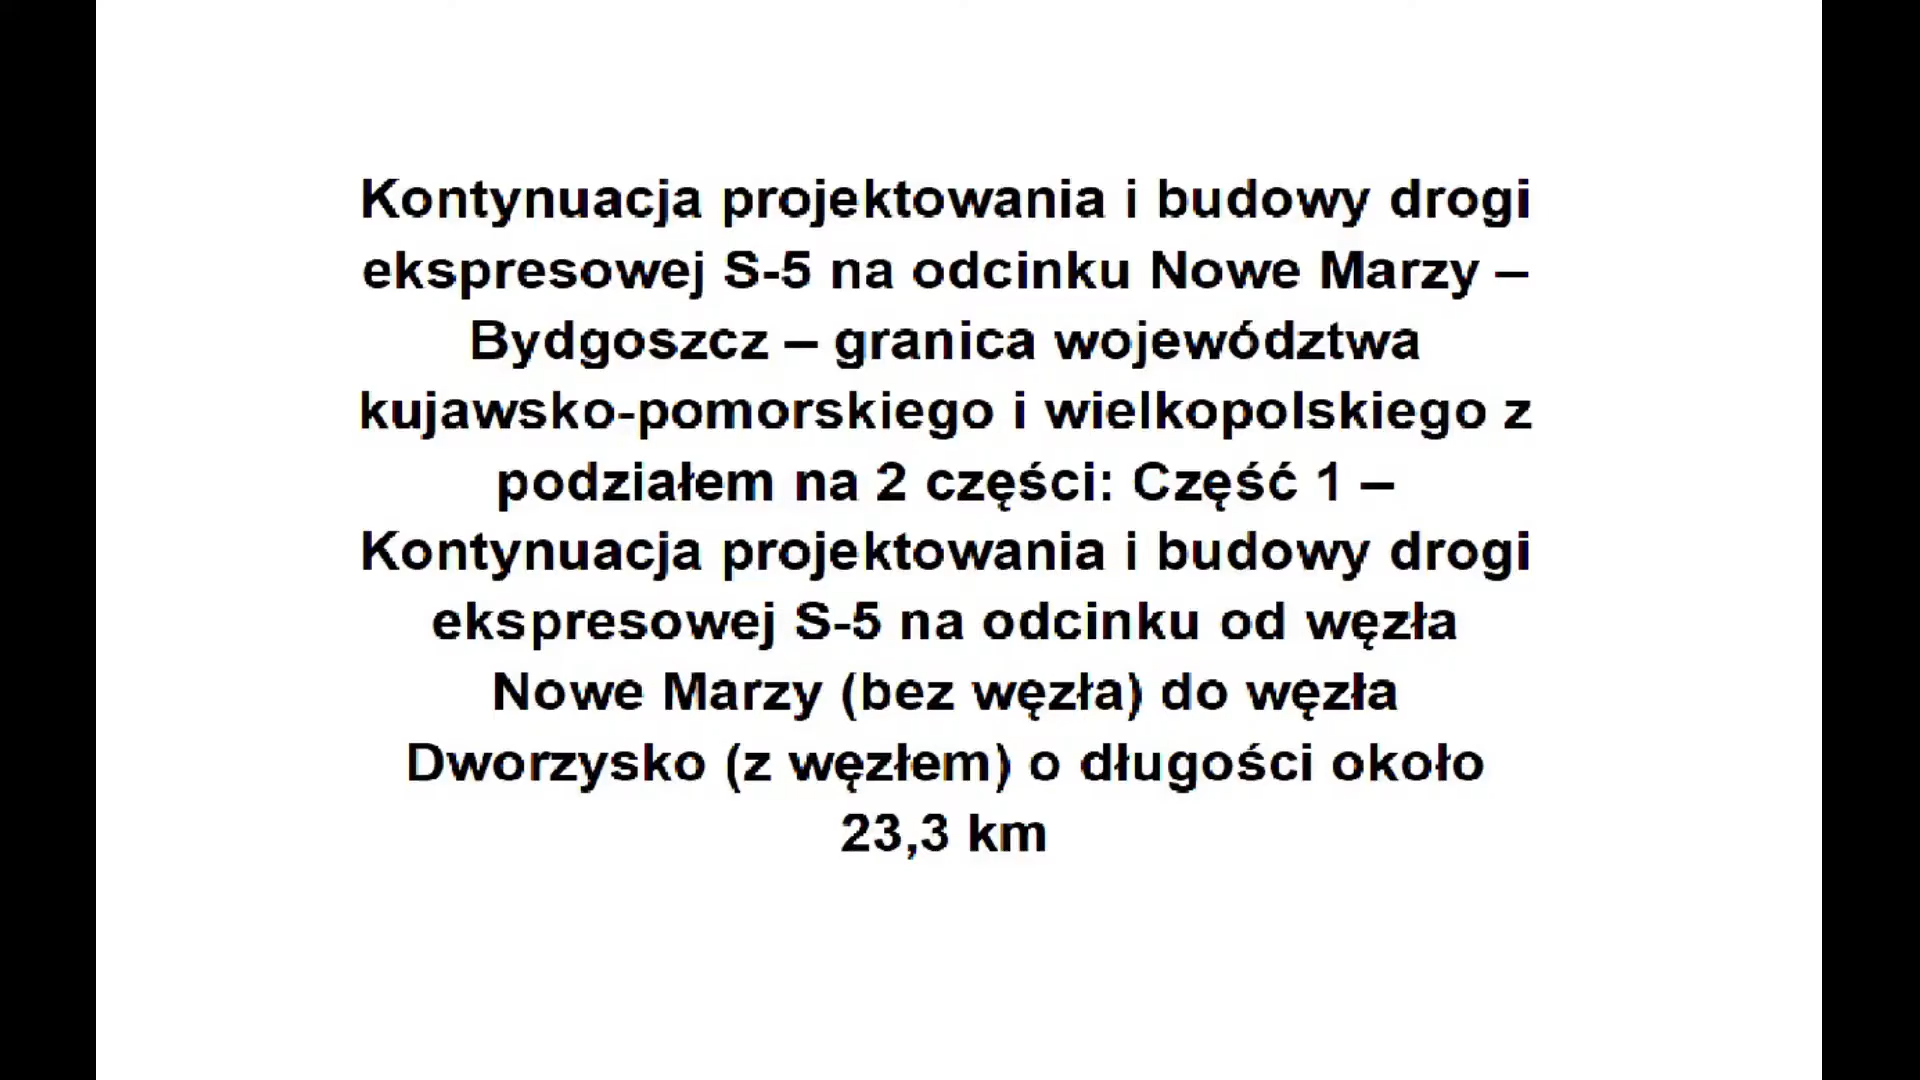 Kontynuacja projektowania i budowy drogi
ekspresowej S-5 na odcinku Nowe Marzy –
Bydgoszcz – granica województwa
kujawsko-pomorskiego i wielkopolskiego z
podziałem na 2 części: Część 1 –
Kontynuacja projektowania i budowy drogi
ekspresowej S-5 na odcinku od węzła
Nowe Marzy (bez węzła) do węzła
Dworzysko (z węzłem) o długości około
23,3 km